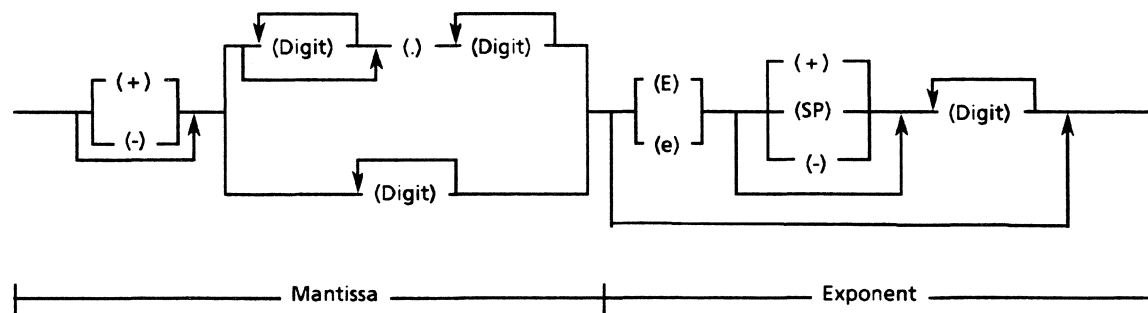 (Digit) (.) (Digit)
(+) (E) (+)
(SP) (Digit)
(-) (e) (-)
(Digit)
Mantissa Exponent